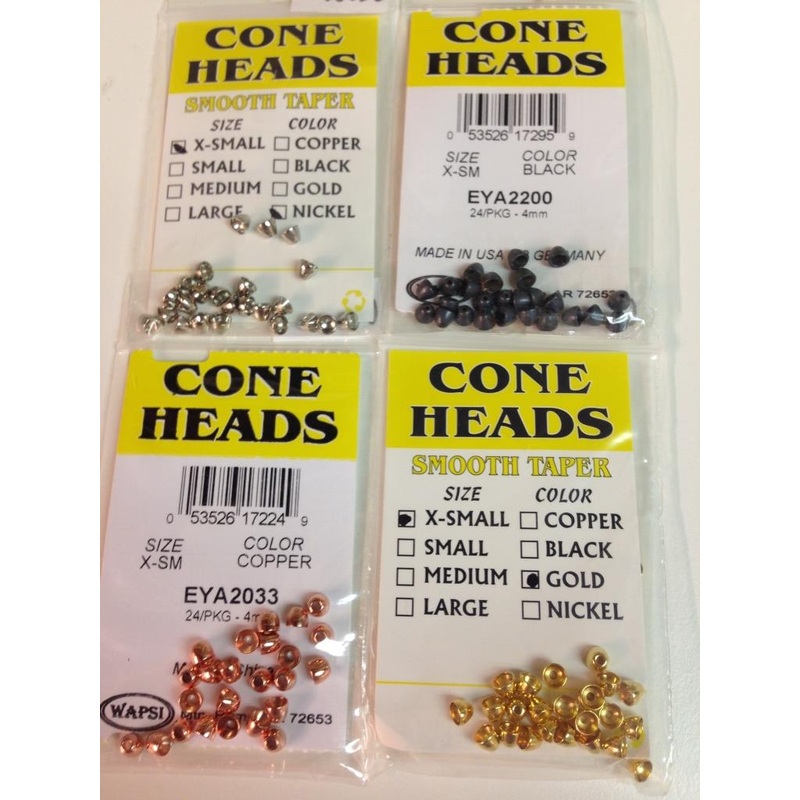 CONE
HEADS
SMOOTH TAPER
SIZE COLOR
X-SMALL COPPER
SMALL BLACK
MEDIUM GOLD
LARGE NICKEL
CONE
HEADS
0 53526 17295 9
SIZE COLOR
X-SM BLACK
EYA2200
24/PKG - 4mm
MADE IN USA GERMANY
AR 72653
CONE
HEADS
0 53526 17224 9
SIZE COLOR
X-SM COPPER
EYA2033
24/PKG - 4m
WAPSI
72653
CONE
HEADS
SMOOTH TAPER
SIZE COLOR
X-SMALL COPPER
SMALL BLACK
MEDIUM GOLD
LARGE NICKEL